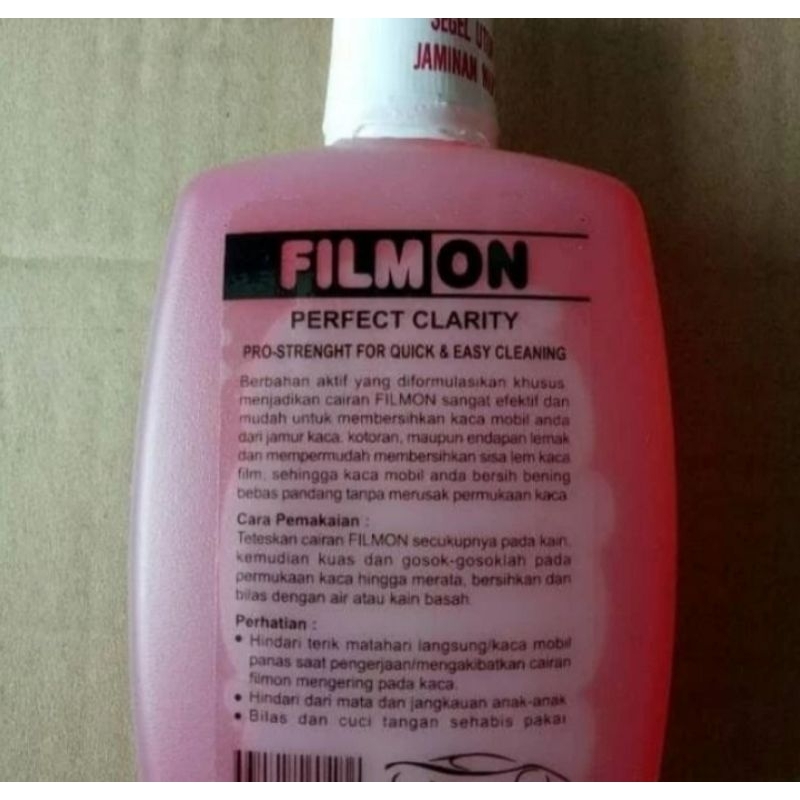 SEGEL
JAMINAN
FILMON
PERFECT CLARITY
PRO-STRENGHT FOR QUICK & EASY CLEANING
Berbahan aktif yang diformulasikan khusus
menjadikan cairan FILMON sangat efektif dan
mudah untuk membersihkan kaca mobil anda
dari jamur kaca, kotoran, maupun endapan lemak
dan mempermudah membersihkan sisa lem kaca
film, sehingga kaca mobil anda bersih bening
bebas pandang tanpa merusak permukaan kaca
Cara Pemakaian :
Teteskan cairan FILMON secukupnya pada kain,
kemudian kuas dan gosok-gosoklah pada
permukaan kaca hingga merata, bersihkan dan
bilas dengan air atau kain basah
Perhatian :
• Hindari terik matahari langsung/kaca mobil
panas saat pengerjaan/mengakibatkan cairan
filmon mengering pada kaca.
• Hindari dari mata dan jangkauan anak-anak
• Bilas dan cuci tangan sehabis pakai